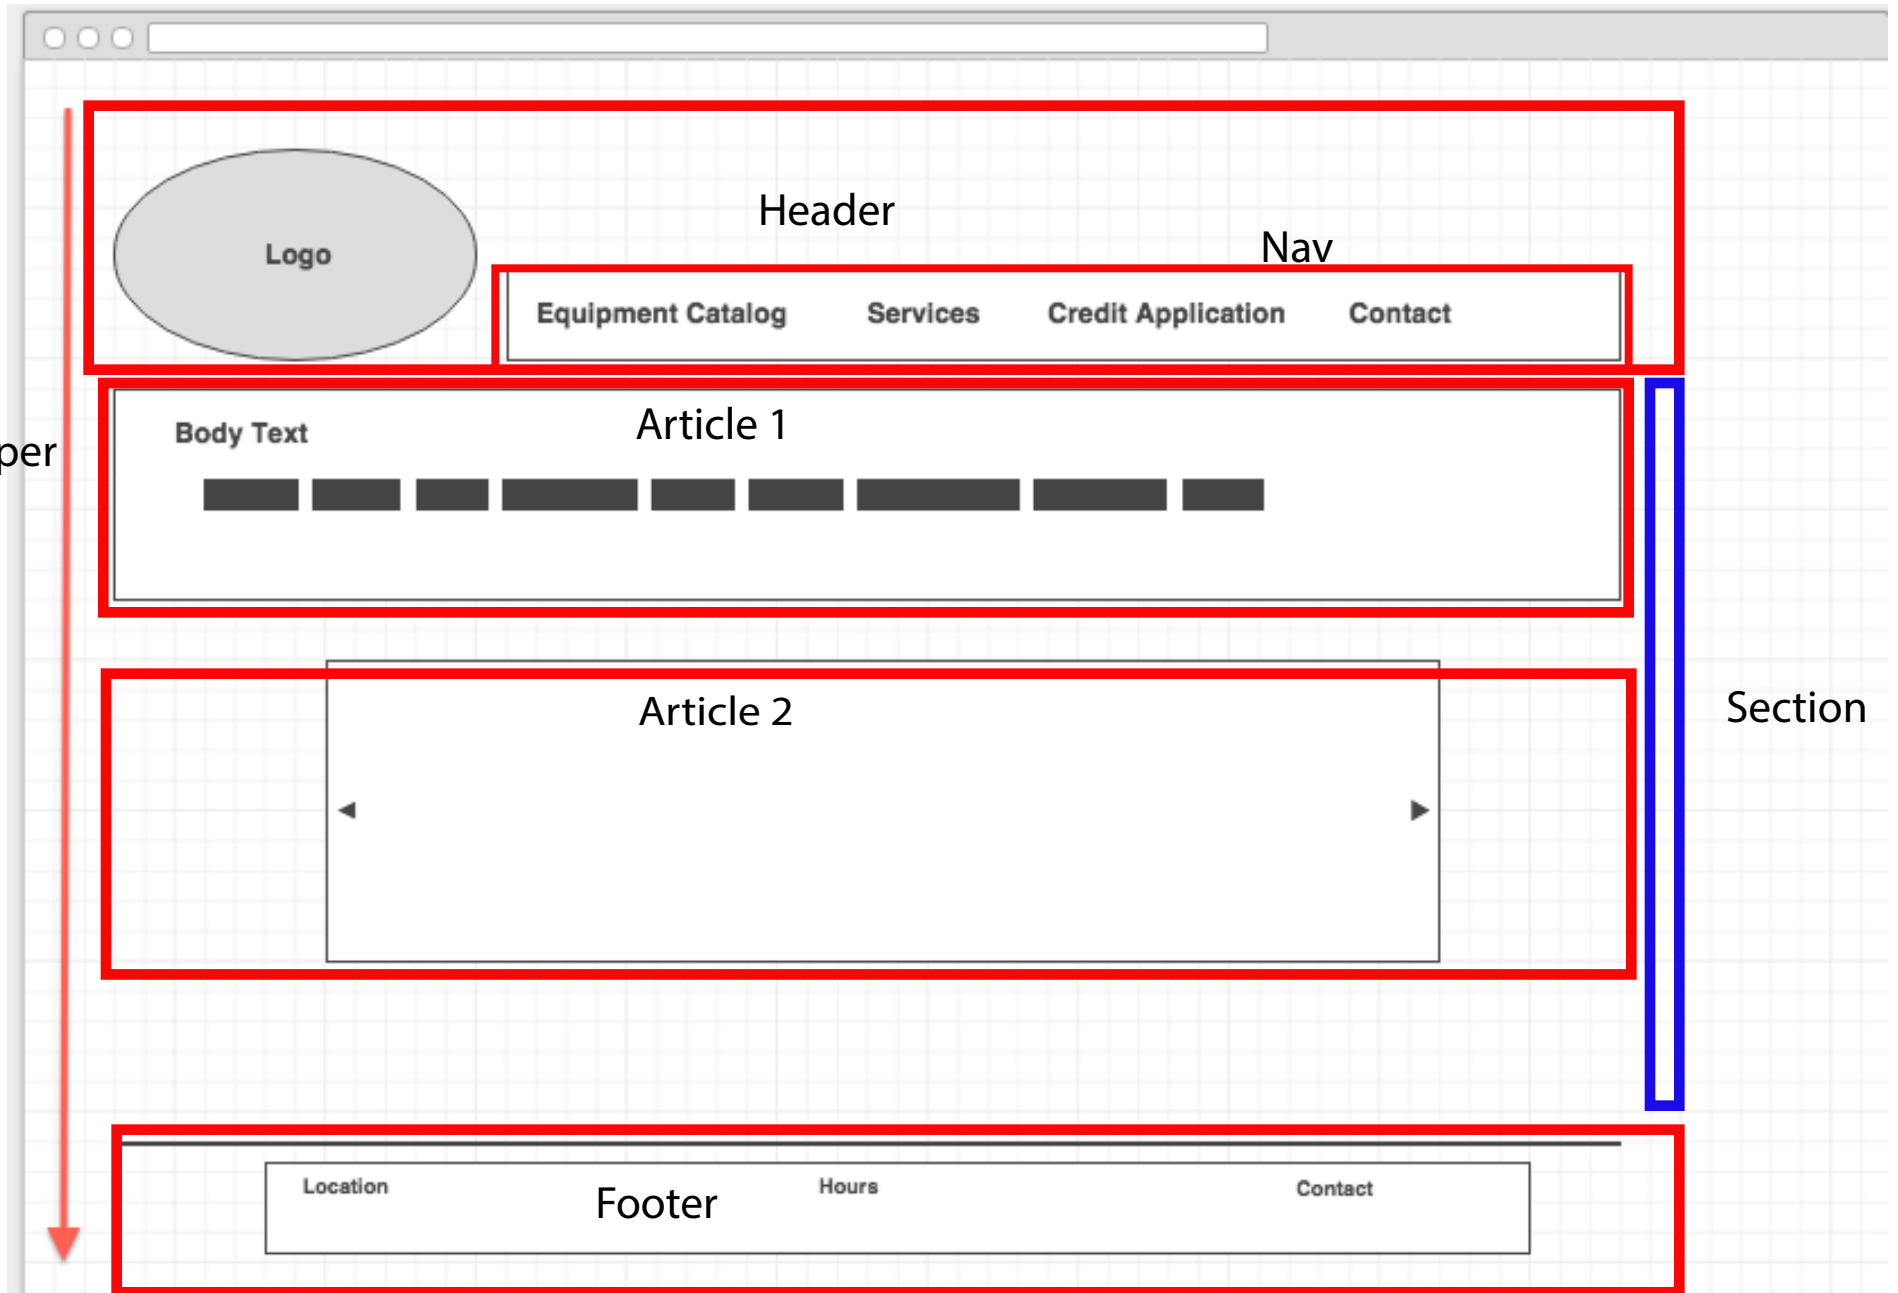 Header
Nav
Logo
Equipment Catalog Services Credit Application Contact
Article 1
Body Text
per
Article 2
Section
Location Hours Contact
Footer